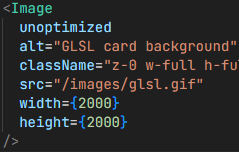 <Image
unoptimized
alt="GLSL card background"
className="z-0 w-full h-fu
src="/images/glsl.gif"
width={2000}
height={2000}
/>